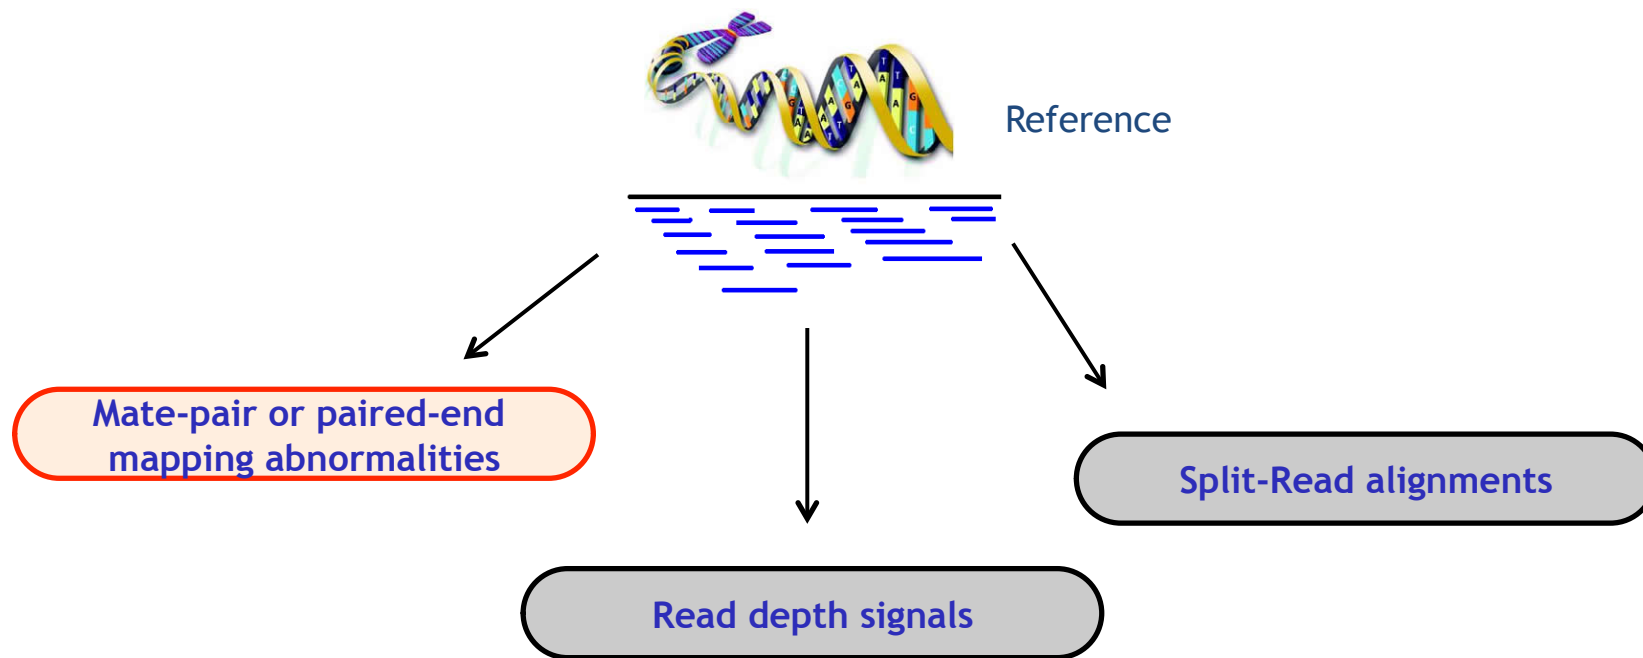 Reference
Mate-pair or paired-end
mapping abnormalities
Split-Read alignments
Read depth signals